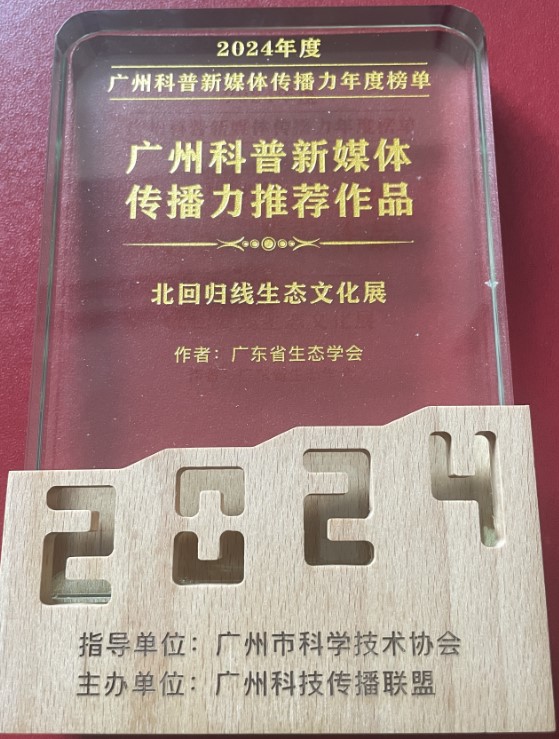 2024年度
广州科普新媒体传播力年度榜单
广州科普新媒体
传播力推荐作品
北回归线生态文化展
作者：广东省生态学会
2024
指导单位：广州市科学技术协会
主办单位：广州科技传播联盟